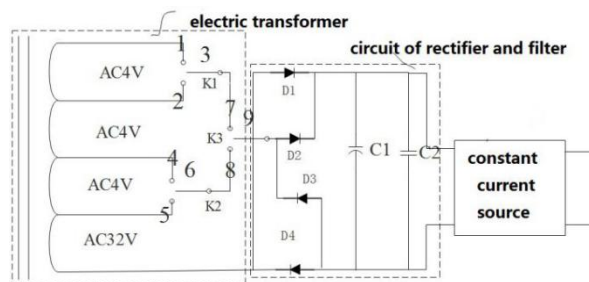 electric transformer
circuit of rectifier and filter
1
3
AC4V
K1
D1
2
7
9
AC4V
K3
D2
C1
C2
constant
current
source
4
6
8
AC4V
K2
D3
5
AC32V
D4